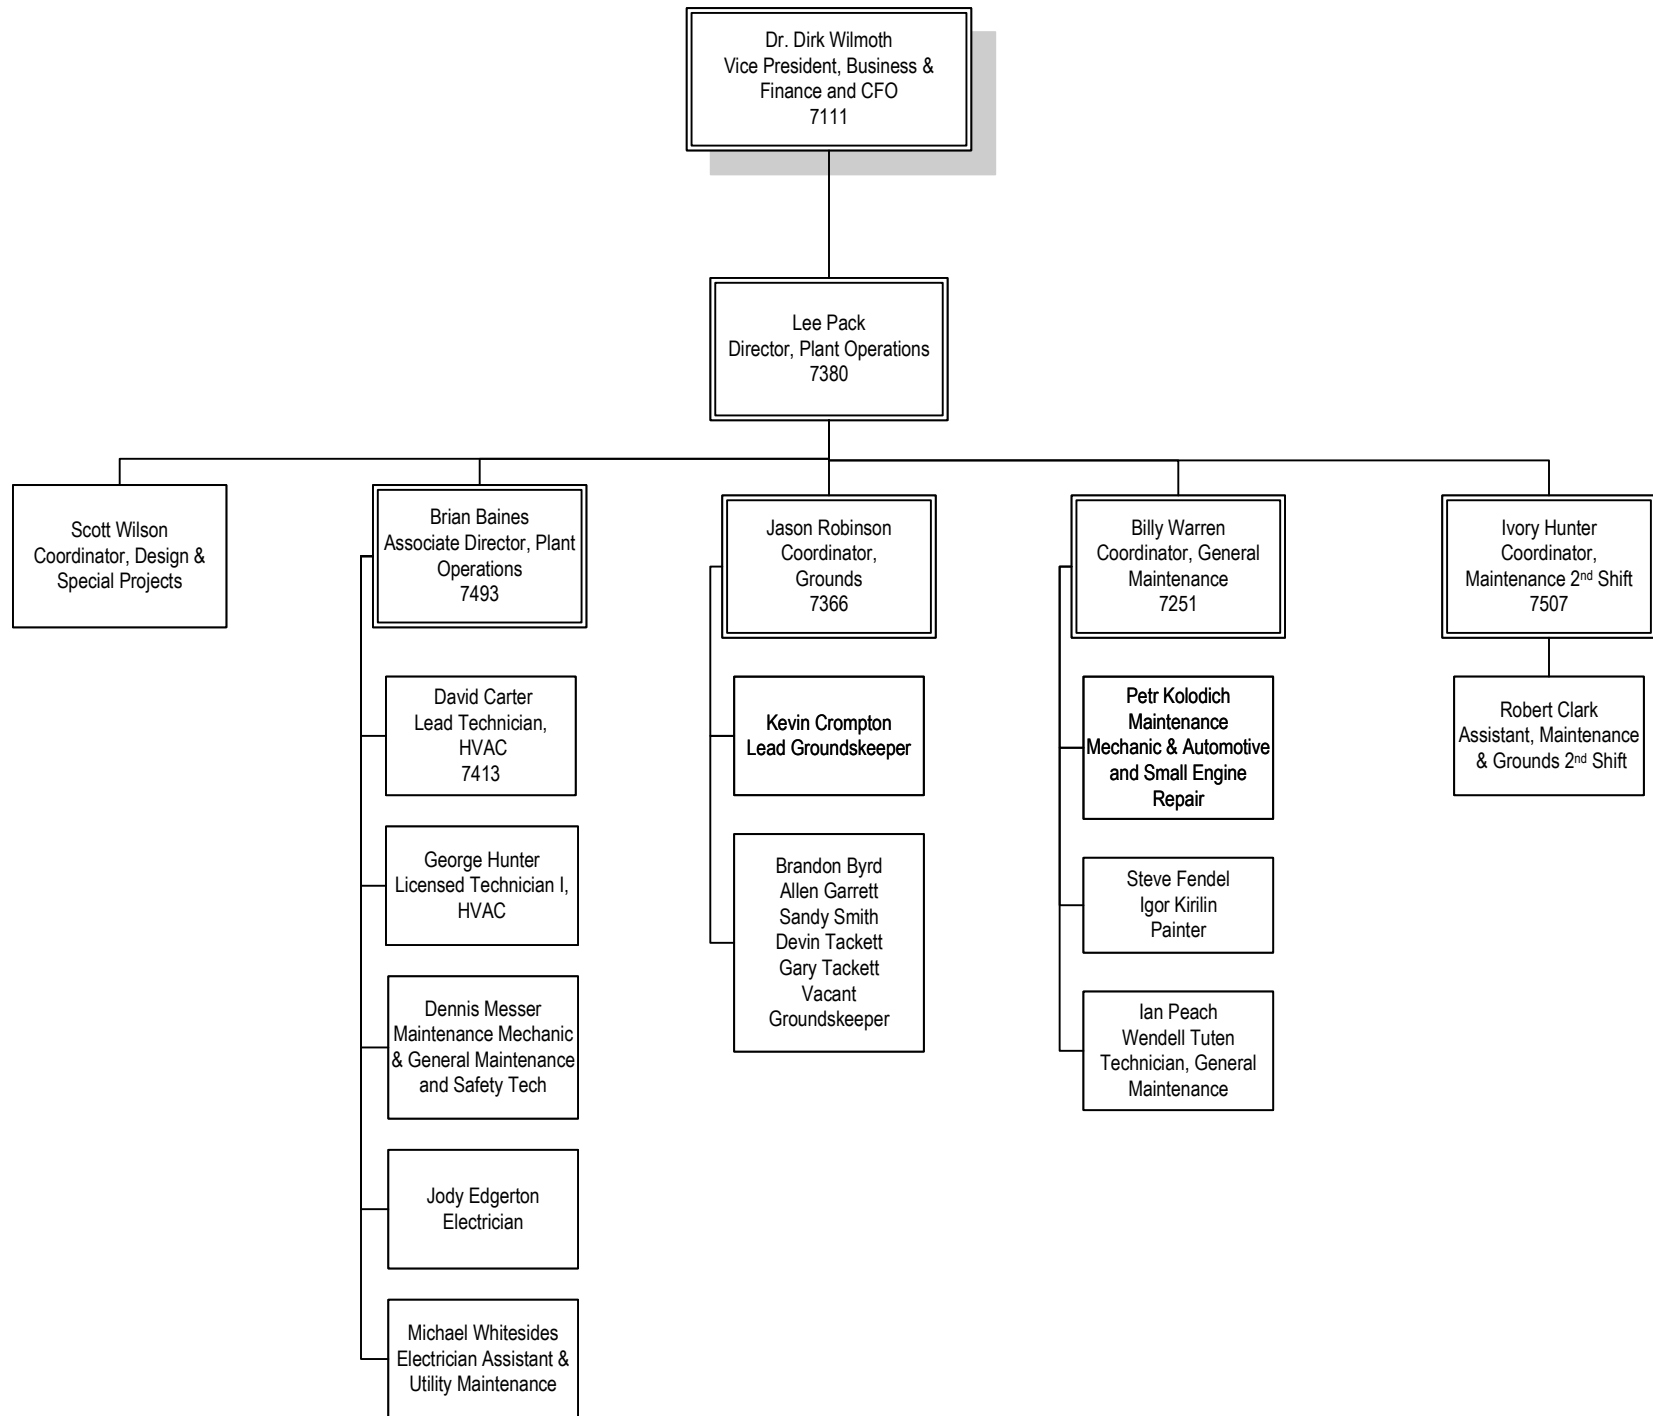 Dr. Dirk Wilmoth
Vice President, Business &
Finance and CFO
7111
Lee Pack
Director, Plant Operations
7380
Scott Wilson
Coordinator, Design &
Special Projects
Brian Baines
Associate Director, Plant
Operations
7493
Jason Robinson
Coordinator,
Grounds
7366
Billy Warren
Coordinator, General
Maintenance
7251
Ivory Hunter
Coordinator,
Maintenance 2nd Shift
7507
David Carter
Lead Technician,
HVAC
7413
George Hunter
Licensed Technician I,
HVAC
Dennis Messer
Maintenance Mechanic
& General Maintenance
and Safety Tech
Jody Edgerton
Electrician
Michael Whitesides
Electrician Assistant &
Utility Maintenance
Kevin Crompton
Lead Groundskeeper
Brandon Byrd
Allen Garrett
Sandy Smith
Devin Tackett
Gary Tackett
Vacant
Groundskeeper
Petr Kolodich
Maintenance
Mechanic & Automotive
and Small Engine
Repair
Steve Fendel
Igor Kirilin
Painter
Ian Peach
Wendell Tuten
Technician, General
Maintenance
Robert Clark
Assistant, Maintenance
& Grounds 2nd Shift